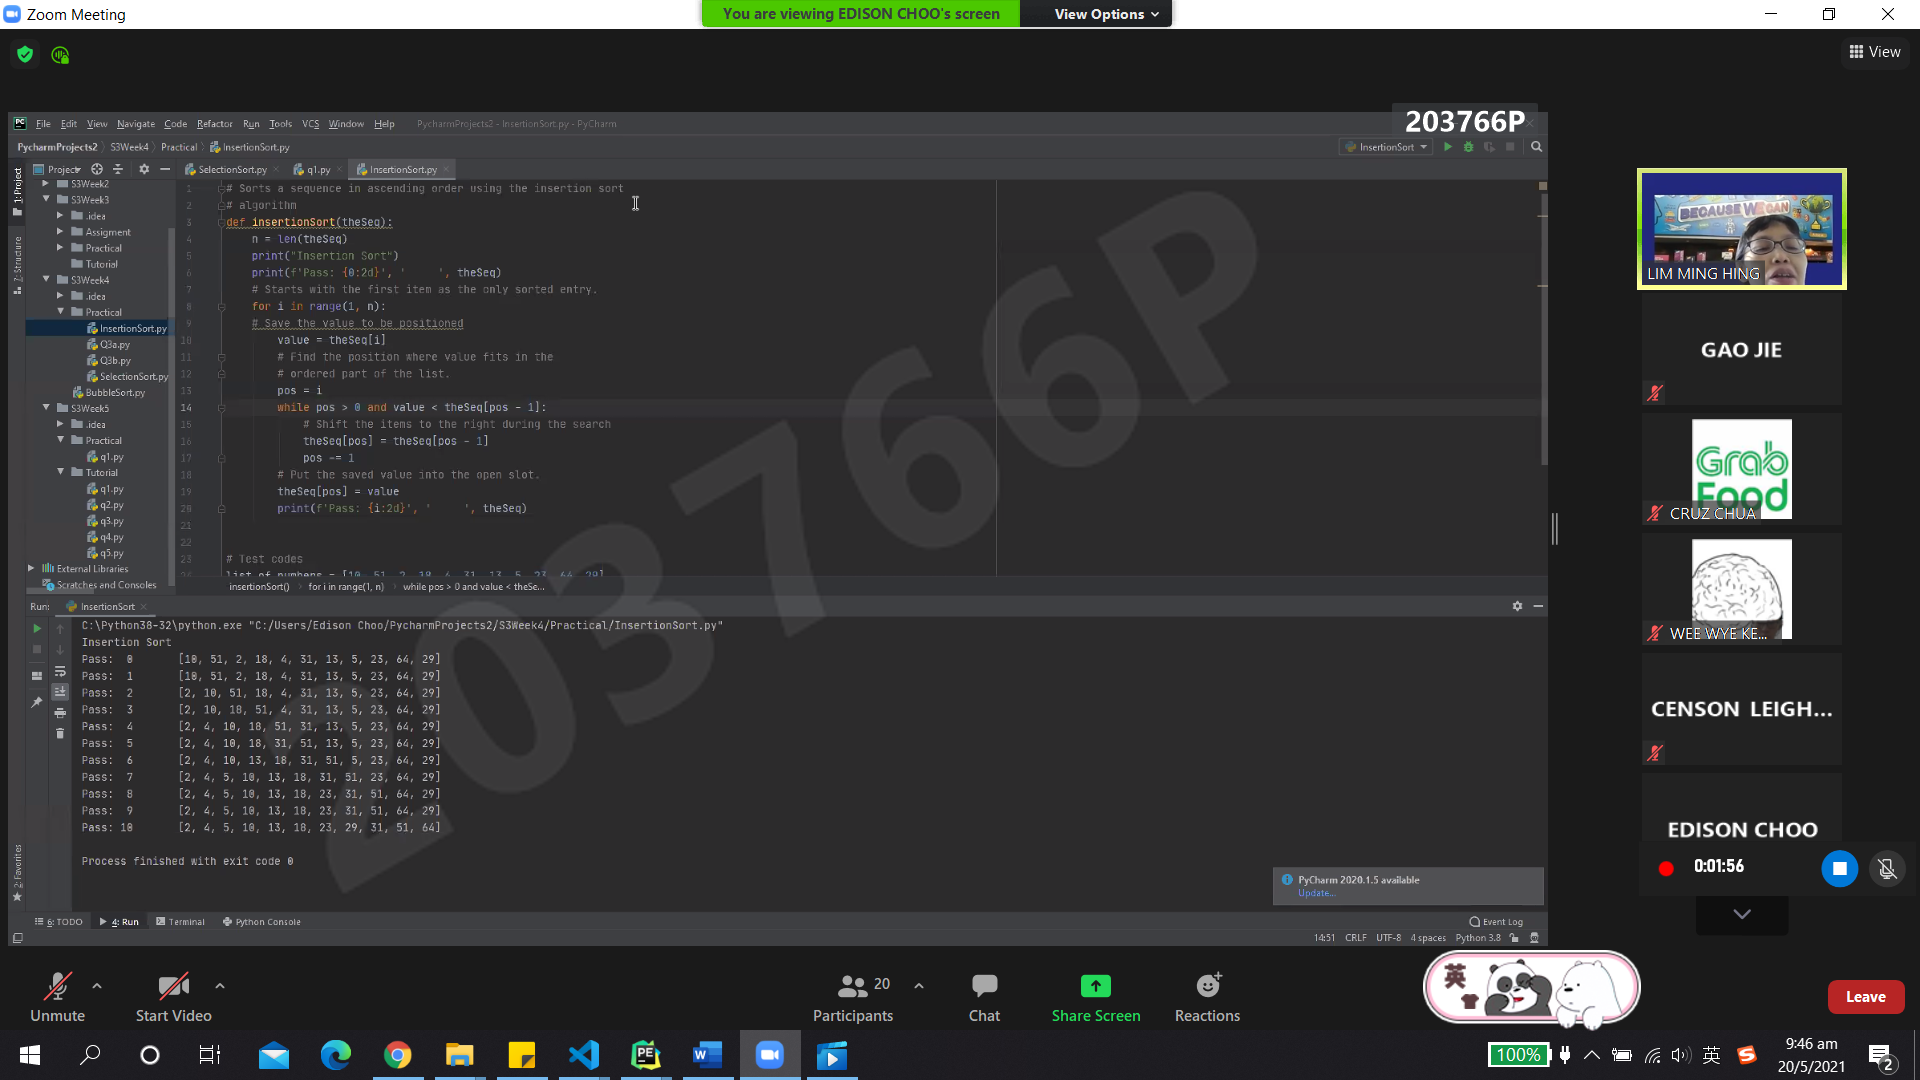 Zoom Meeting
You are viewing EDISON CHOO's screen
View Options
View
203766P
File Edit View Navigate Code Refactor Run Tools VCS Window Help PycharmProjects2 - InsertionSort.py - PyCharm
PycharmProjects2 S3Week4 Practical InsertionSort.py
InsertionSort
1: Project
Structure
2: Favorites
Project
SelectionSort.py
q1.py
InsertionSort.py
S3Week2
S3Week3
.idea
Assigment
Practical
Tutorial
S3Week4
.idea
Practical
InsertionSort.py
Q3a.py
Q3b.py
SelectionSort.py
BubbleSort.py
S3Week5
.idea
Practical
q1.py
Tutorial
q1.py
q2.py
q3.py
q4.py
q5.py
External Libraries
Scratches and Consoles
1 # Sorts a sequence in ascending order using the insertion sort
2 # algorithm
3 def insertionSort(theSeq):
4 n = len(theSeq)
5 print("Insertion Sort")
6 print(f'Pass: {0:2d}', '     ', theSeq)
7 # Starts with the first item as the only sorted entry.
8 for i in range(1, n):
9 # Save the value to be positioned
10 value = theSeq[i]
11 # Find the position where value fits in the
12 # ordered part of the list.
13 pos = i
14 while pos > 0 and value < theSeq[pos - 1]:
15 # Shift the items to the right during the search
16 theSeq[pos] = theSeq[pos - 1]
17 pos -= 1
18 # Put the saved value into the open slot.
19 theSeq[pos] = value
20 print(f'Pass: {i:2d}', '     ', theSeq)
21
22
23 # Test codes
list of numbers = [10, 51, 2, 18, 4, 31, 13, 5, 23, 64, 29]
insertionSort() for i in range(1, n) while pos > 0 and value < theSe...
203766P
Run: InsertionSort
C:\Python38-32\python.exe "C:/Users/Edison Choo/PycharmProjects2/S3Week4/Practical/InsertionSort.py"
Insertion Sort
Pass:  0 [10, 51, 2, 18, 4, 31, 13, 5, 23, 64, 29]
Pass:  1 [10, 51, 2, 18, 4, 31, 13, 5, 23, 64, 29]
Pass:  2 [2, 10, 51, 18, 4, 31, 13, 5, 23, 64, 29]
Pass:  3 [2, 10, 18, 51, 4, 31, 13, 5, 23, 64, 29]
Pass:  4 [2, 4, 10, 18, 51, 31, 13, 5, 23, 64, 29]
Pass:  5 [2, 4, 10, 18, 31, 51, 13, 5, 23, 64, 29]
Pass:  6 [2, 4, 10, 13, 18, 31, 51, 5, 23, 64, 29]
Pass:  7 [2, 4, 5, 10, 13, 18, 31, 51, 23, 64, 29]
Pass:  8 [2, 4, 5, 10, 13, 18, 23, 31, 51, 64, 29]
Pass:  9 [2, 4, 5, 10, 13, 18, 23, 31, 51, 64, 29]
Pass: 10 [2, 4, 5, 10, 13, 18, 23, 29, 31, 51, 64]
Process finished with exit code 0
PyCharm 2020.1.5 available
Update...
6: TODO 4: Run Terminal Python Console
Event Log
14:51 CRLF UTF-8 4 spaces Python 3.8
BECAUSE WE CAN
LIM MING HING
GAO JIE
Grab
Food
CRUZ CHUA
WEE WYE KE...
CENSON LEIGH...
EDISON CHOO
0:01:56
Unmute
Start Video
20
Participants
Chat
Share Screen
Reactions
英
Leave
100%
英
9:46 am
20/5/2021
2